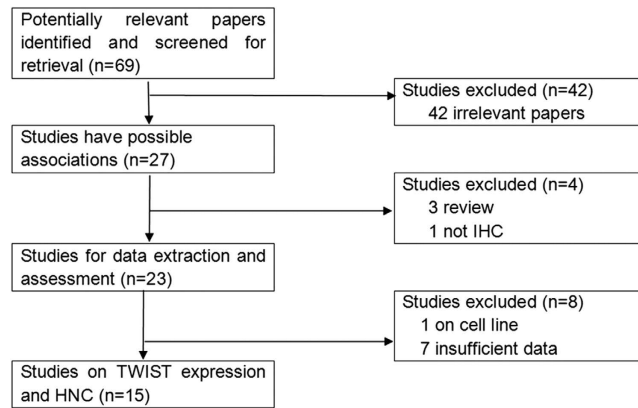 Potentially relevant papers
identified and screened for
retrieval (n=69)
Studies excluded (n=42)
42 irrelevant papers
Studies have possible
associations (n=27)
Studies excluded (n=4)
3 review
1 not IHC
Studies for data extraction and
assessment (n=23)
Studies excluded (n=8)
1 on cell line
7 insufficient data
Studies on TWIST expression
and HNC (n=15)